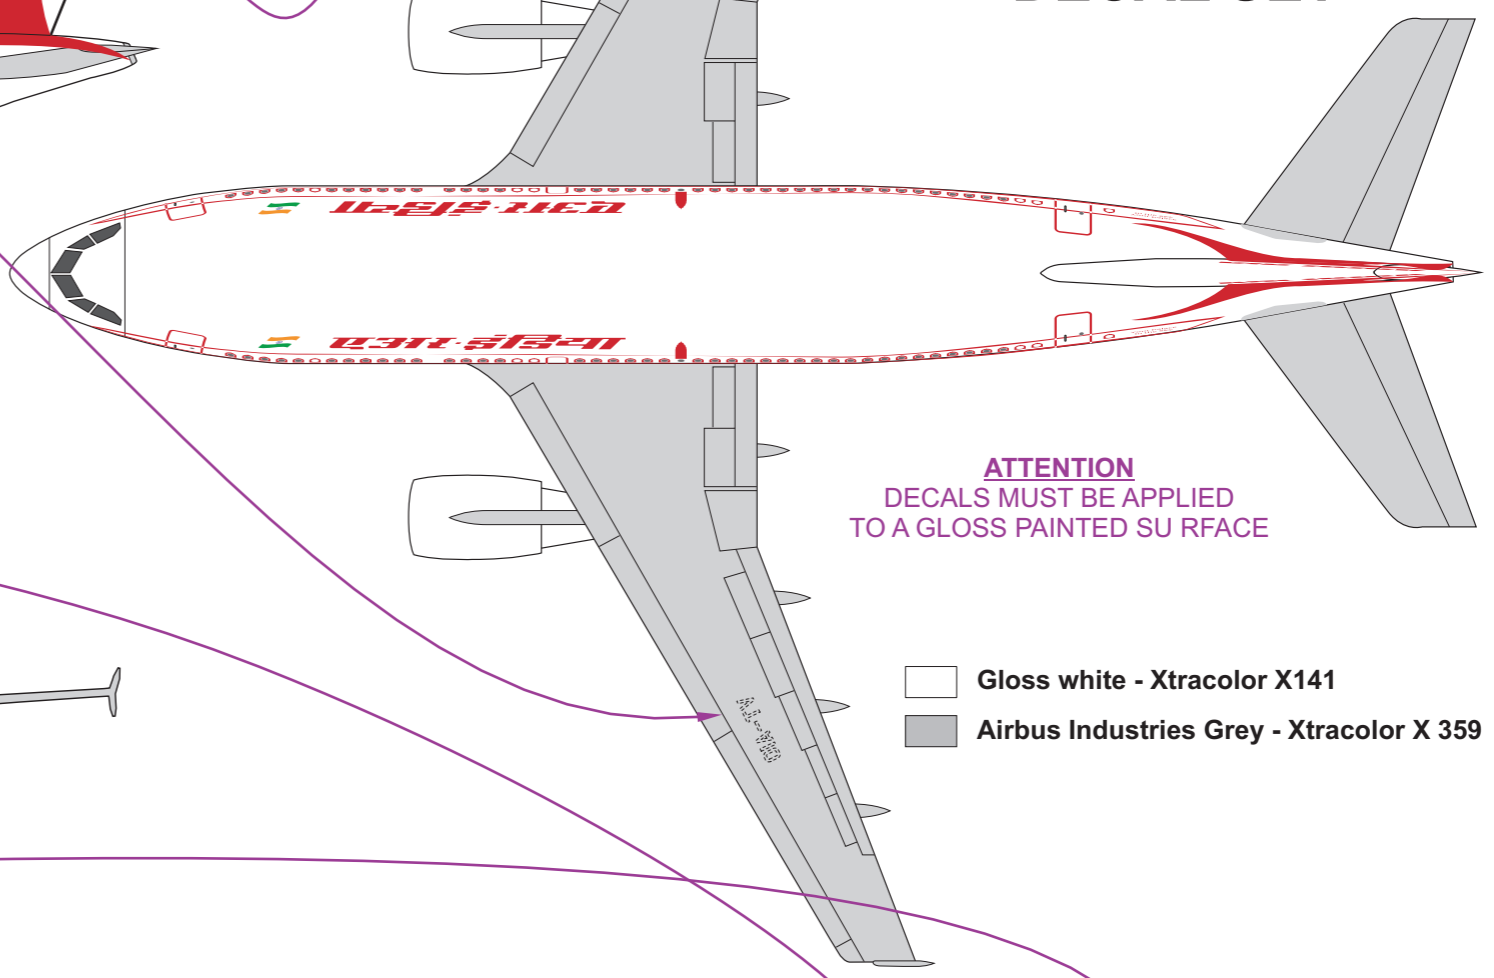 एअर·इंडिया
एअर·इंडिया
ATTENTION
DECALS MUST BE APPLIED
TO A GLOSS PAINTED SU RFACE
Gloss white - Xtracolor X141
Airbus Industries Grey - Xtracolor X 359